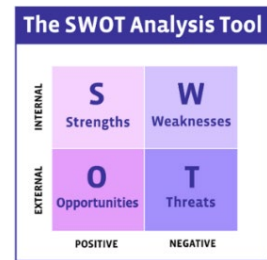 The SWOT Analysis Tool
INTERNAL
S
Strengths
W
Weaknesses
EXTERNAL
O
Opportunities
T
Threats
POSITIVE
NEGATIVE